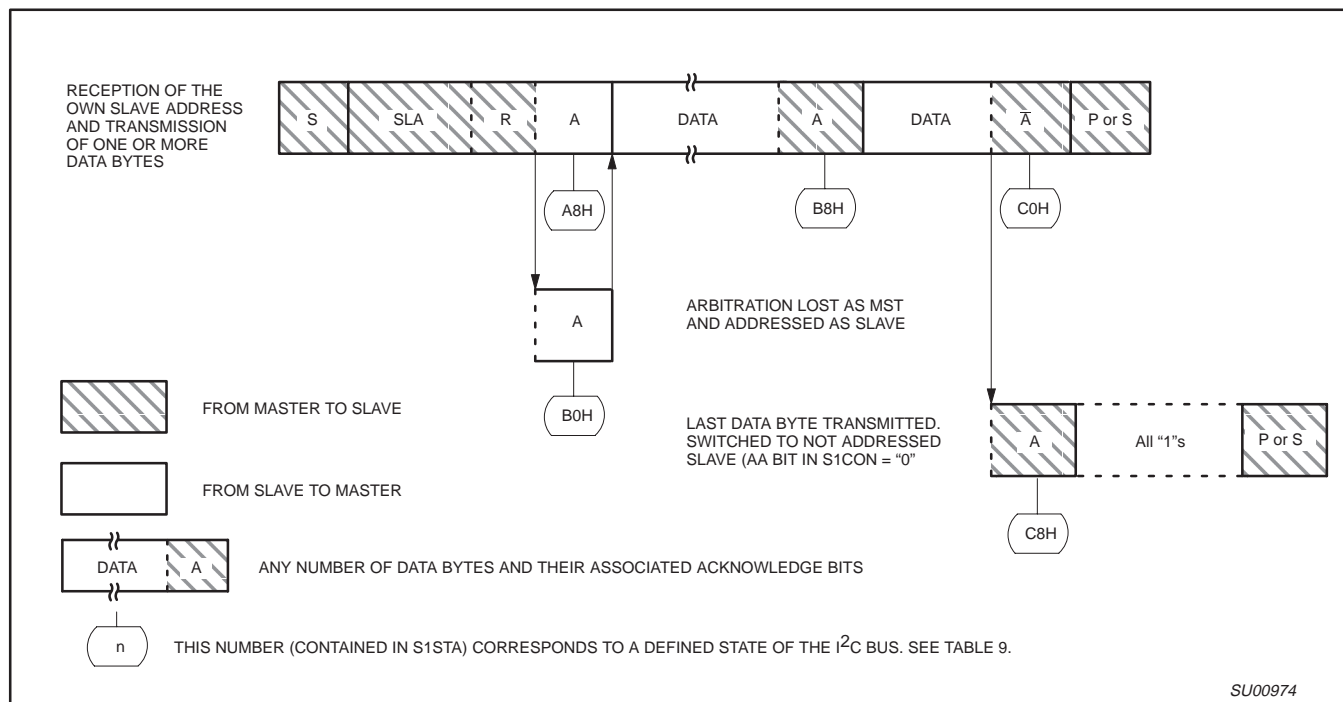 RECEPTION OF THE
OWN SLAVE ADDRESS
AND TRANSMISSION
OF ONE OR MORE
DATA BYTES
S SLA R A DATA A DATA A̅ P or S
A8H B8H C0H
A
ARBITRATION LOST AS MST
AND ADDRESSED AS SLAVE
B0H
FROM MASTER TO SLAVE
LAST DATA BYTE TRANSMITTED.
SWITCHED TO NOT ADDRESSED
SLAVE (AA BIT IN S1CON = “0”
A All “1”s P or S
C8H
FROM SLAVE TO MASTER
DATA A
ANY NUMBER OF DATA BYTES AND THEIR ASSOCIATED ACKNOWLEDGE BITS
n
THIS NUMBER (CONTAINED IN S1STA) CORRESPONDS TO A DEFINED STATE OF THE I²C BUS. SEE TABLE 9.
SU00974